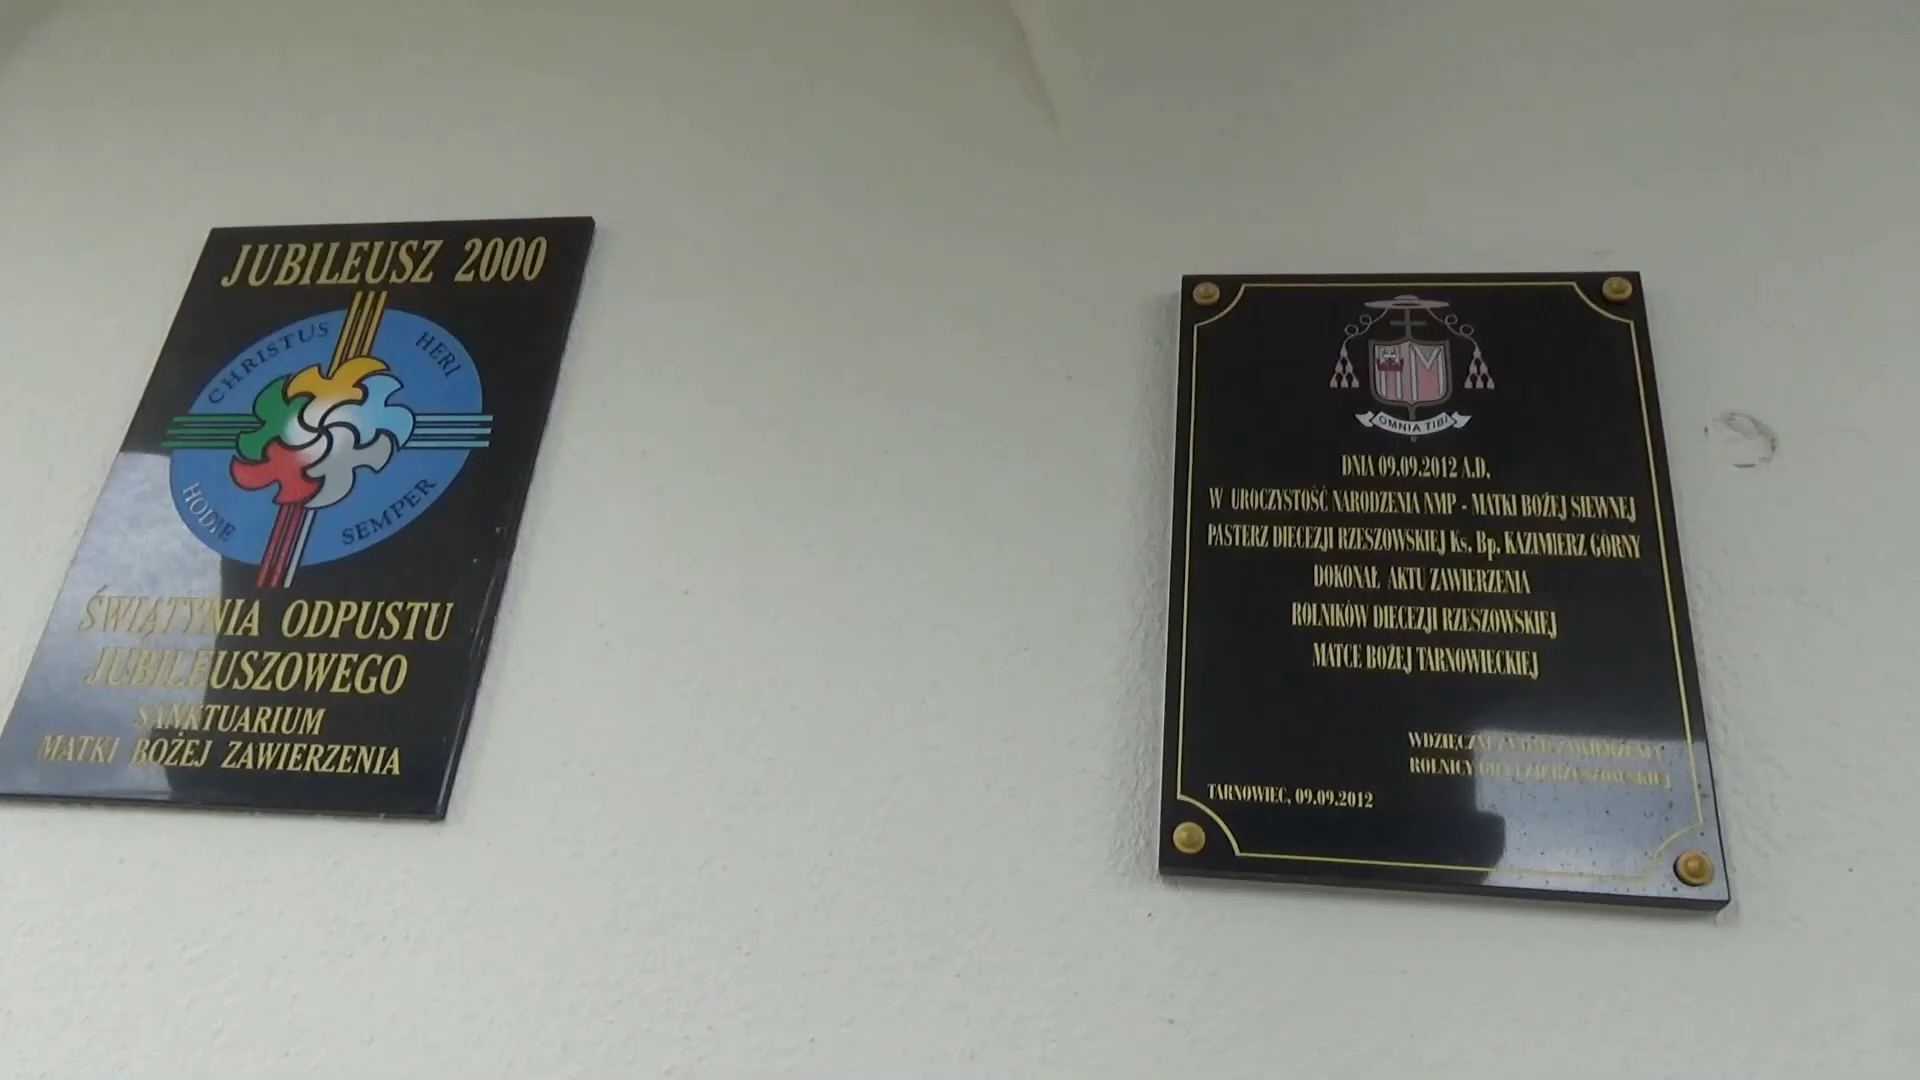 JUBILEUSZ 2000
CHRISTUS
HERI
HODIE
SEMPER
ŚWIĄTYNIA ODPUSTU
JUBILEUSZOWEGO
SANKTUARIUM
MATKI BOŻEJ ZAWIERZENIA
OMNIA TIBI
DNIA 09.09.2012 A.D.
W UROCZYSTOŚĆ NARODZENIA NMP - MATKI BOŻEJ SIEWNEJ
PASTERZ DIECEZJI RZESZOWSKIEJ Ks. Bp. KAZIMIERZ GÓRNY
DOKONAŁ AKTU ZAWIERZENIA
ROLNIKÓW DIECEZJI RZESZOWSKIEJ
MATCE BOŻEJ TARNOWIECKIEJ
WDZIĘCZNI
ROLNICY DIECEZJI RZESZOWSKIEJ
TARNOWIEC, 09.09.2012